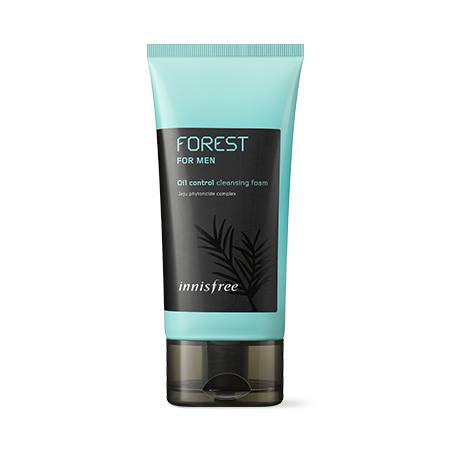 FOREST
FOR MEN
Oil control cleansing foam
Jeju phytoncide complex
innisfree